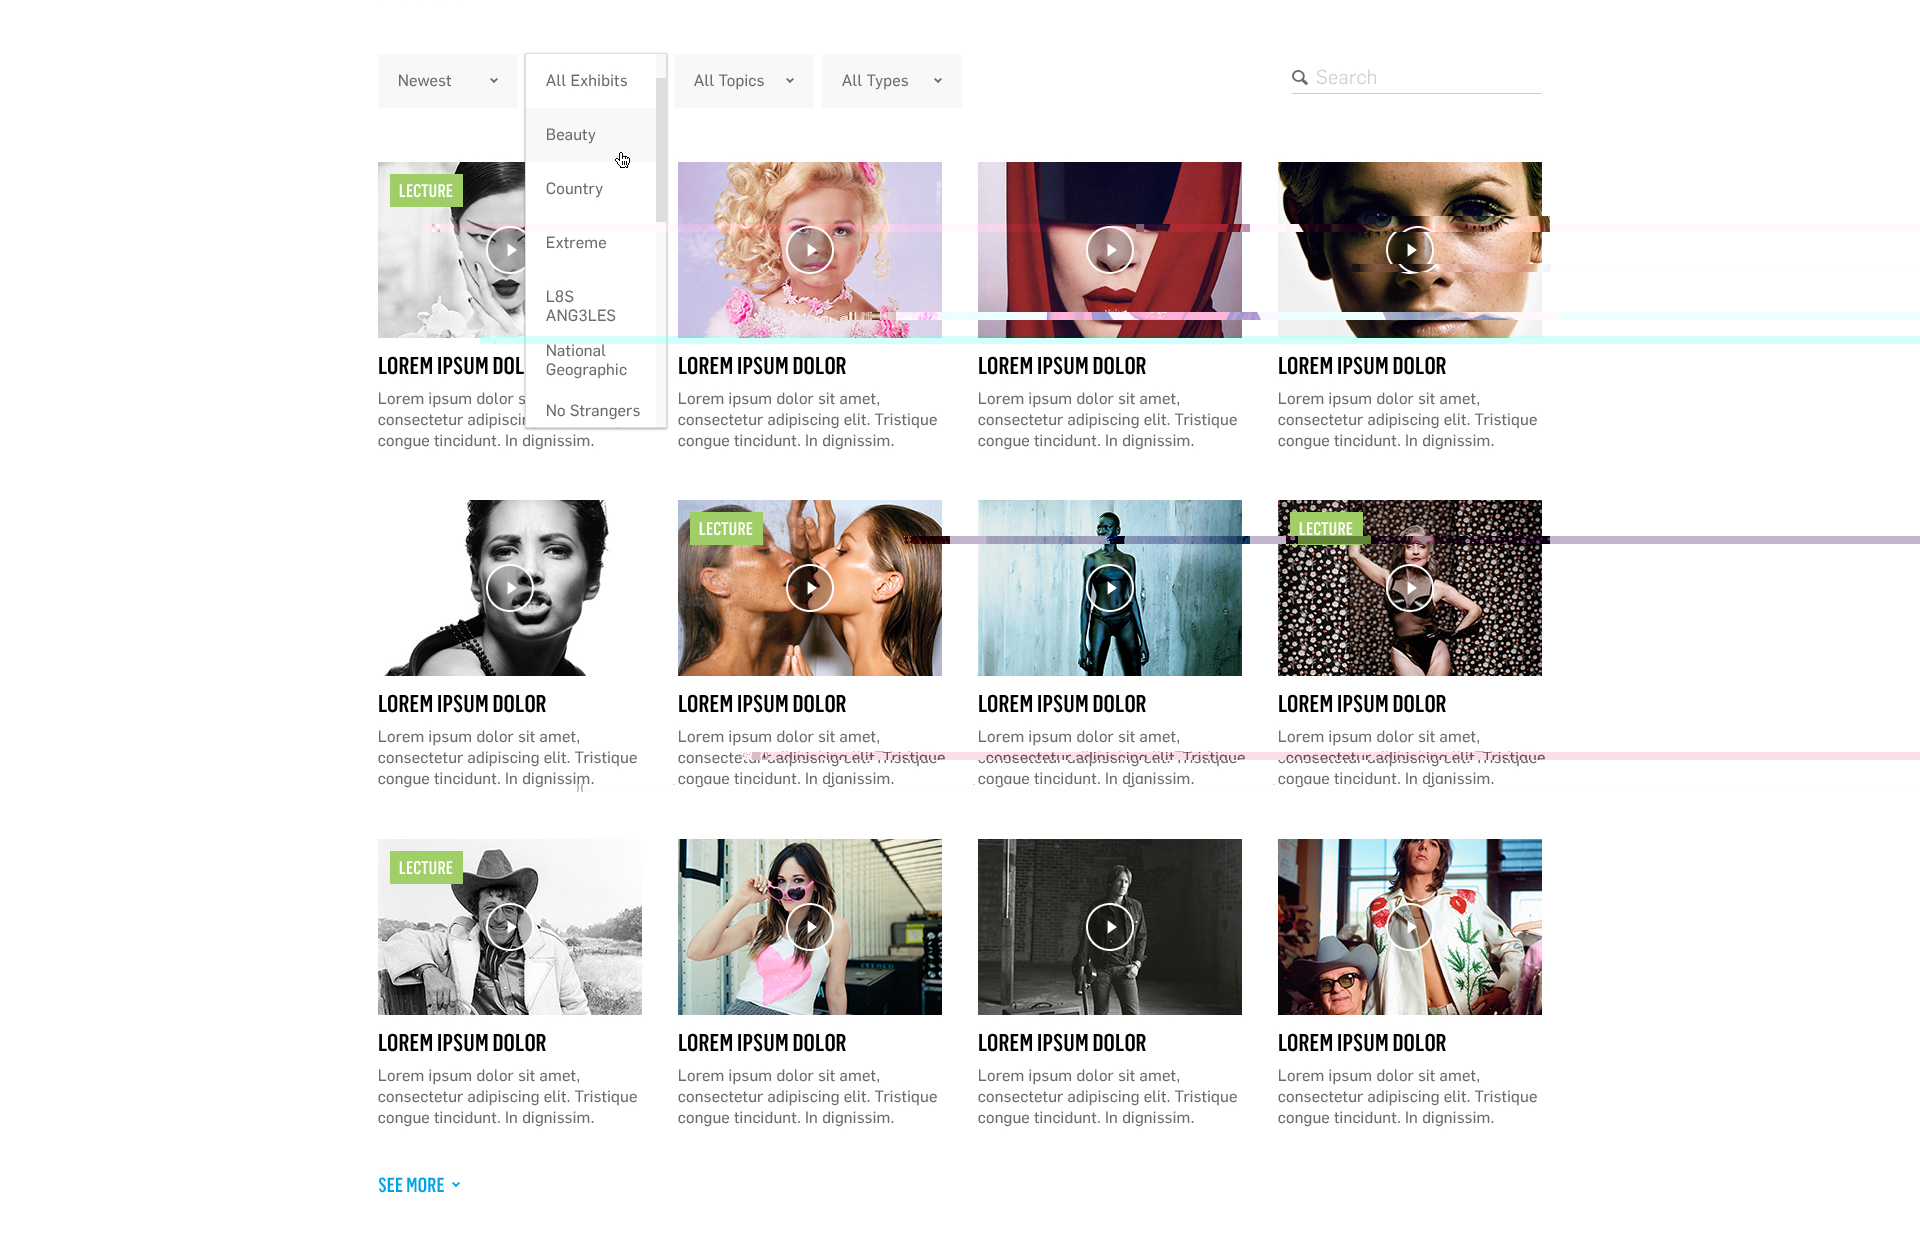 Newest
All Exhibits
All Topics
All Types
Search
Beauty
Country
Extreme
L8S
ANG3LES
National
Geographic
No Strangers
LECTURE
LOREM IPSUM DOL
Lorem ipsum dolor s
consectetur adipiscin
congue tincidunt. In dignissim.
LOREM IPSUM DOLOR
Lorem ipsum dolor sit amet,
consectetur adipiscing elit. Tristique
congue tincidunt. In dignissim.
LOREM IPSUM DOLOR
Lorem ipsum dolor sit amet,
consectetur adipiscing elit. Tristique
congue tincidunt. In dignissim.
LOREM IPSUM DOLOR
Lorem ipsum dolor sit amet,
consectetur adipiscing elit. Tristique
congue tincidunt. In dignissim.
LOREM IPSUM DOLOR
Lorem ipsum dolor sit amet,
consectetur adipiscing elit. Tristique
congue tincidunt. In dignissim.
LECTURE
LOREM IPSUM DOLOR
Lorem ipsum dolor sit amet,
consectetur adipiscing elit. Tristique
congue tincidunt. In dignissim.
LOREM IPSUM DOLOR
Lorem ipsum dolor sit amet,
consectetur adipiscing elit. Tristique
congue tincidunt. In dignissim.
LECTURE
LOREM IPSUM DOLOR
Lorem ipsum dolor sit amet,
consectetur adipiscing elit. Tristique
congue tincidunt. In dignissim.
LECTURE
LOREM IPSUM DOLOR
Lorem ipsum dolor sit amet,
consectetur adipiscing elit. Tristique
congue tincidunt. In dignissim.
LOREM IPSUM DOLOR
Lorem ipsum dolor sit amet,
consectetur adipiscing elit. Tristique
congue tincidunt. In dignissim.
LOREM IPSUM DOLOR
Lorem ipsum dolor sit amet,
consectetur adipiscing elit. Tristique
congue tincidunt. In dignissim.
LOREM IPSUM DOLOR
Lorem ipsum dolor sit amet,
consectetur adipiscing elit. Tristique
congue tincidunt. In dignissim.
SEE MORE